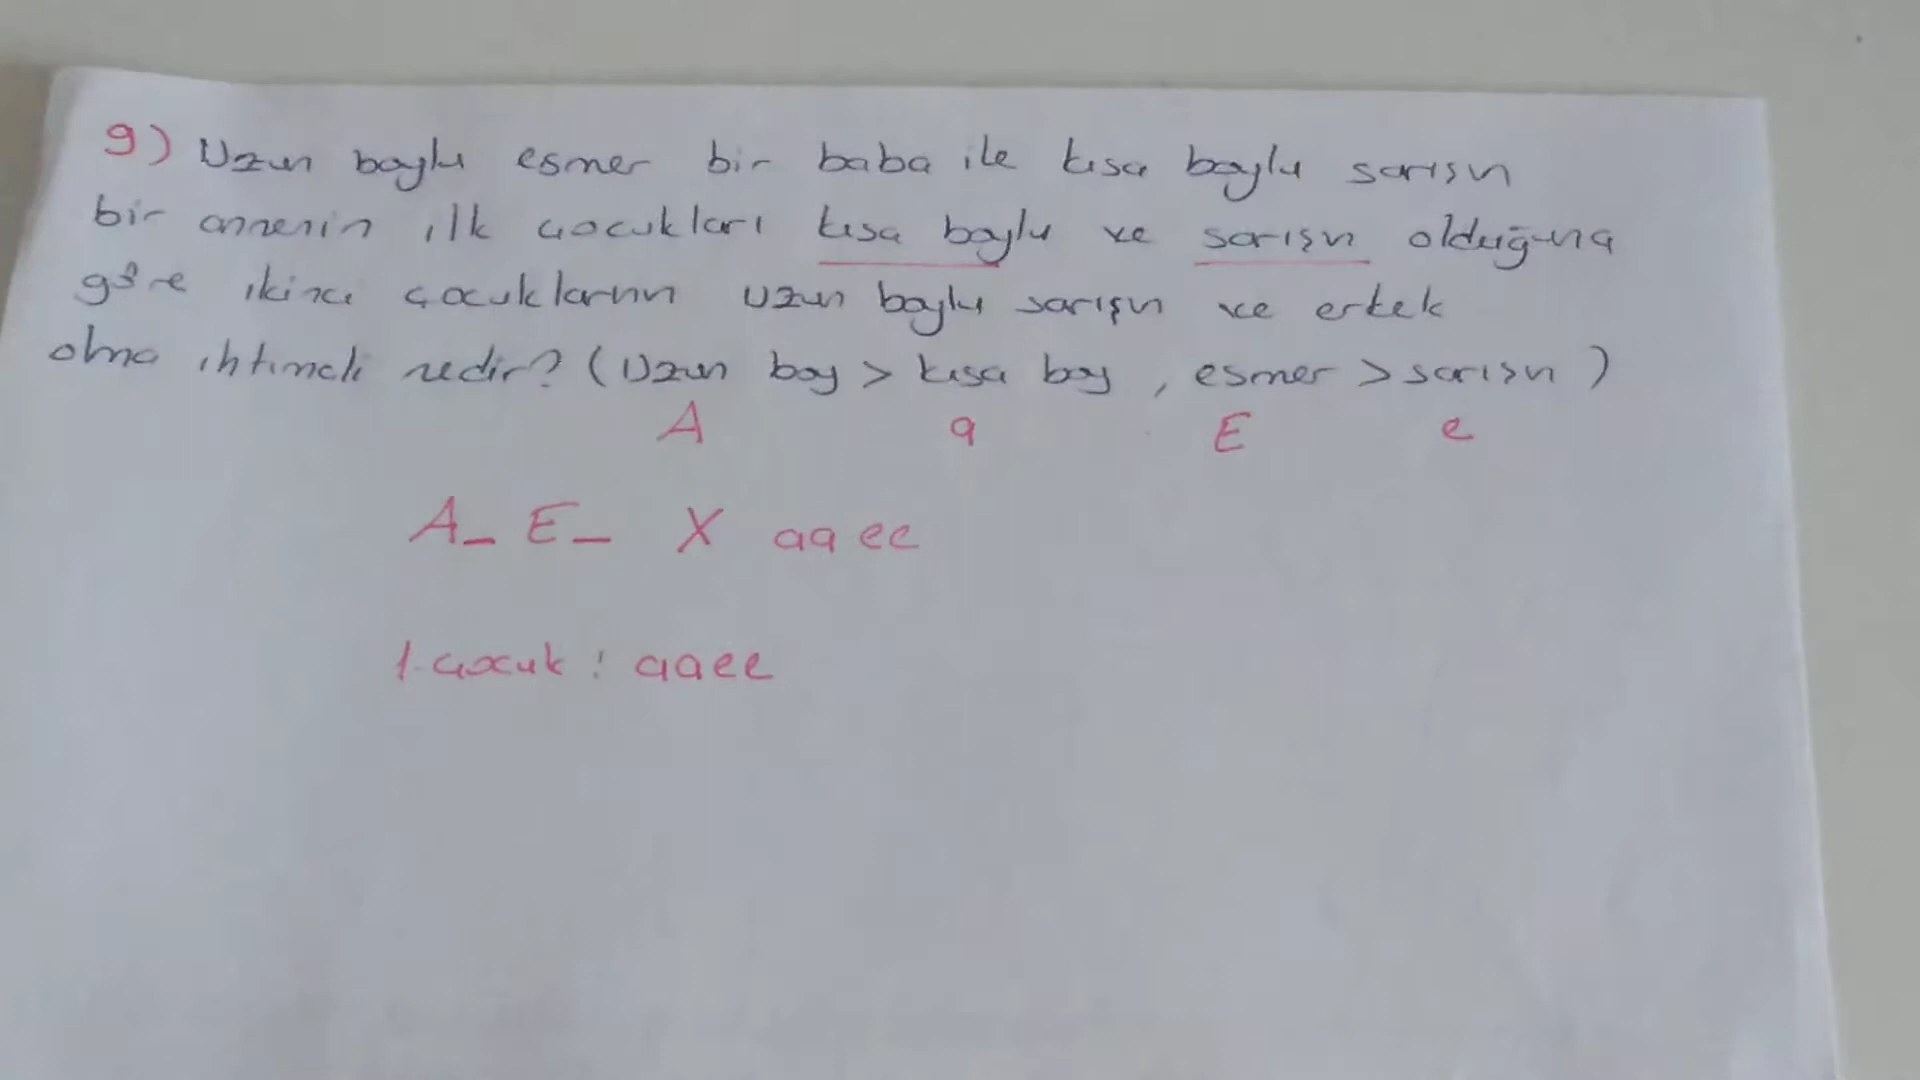 9) Uzun boylu esmer bir baba ile kısa boylu sarışın
bir annenin ilk çocukları kısa boylu ve sarışın olduğuna
göre ikinci çocuklarının uzun boylu sarışın ve erkek
olma ihtimali nedir? (Uzun boy > kısa boy, esmer > sarışın)
A a E e
A_ E_ X aaee
1. çocuk : aaee